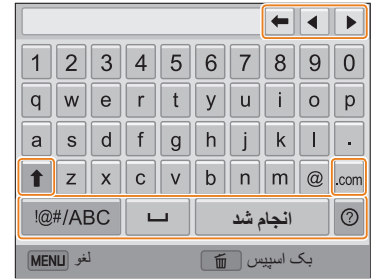 1 2 3 4 5 6 7 8 9 0
q w e r t y u i o p
a s d f g h j k l .
z x c v b n m @ .com
!@#/ABC انجام شد ?
MENU لغو بک اسپیس